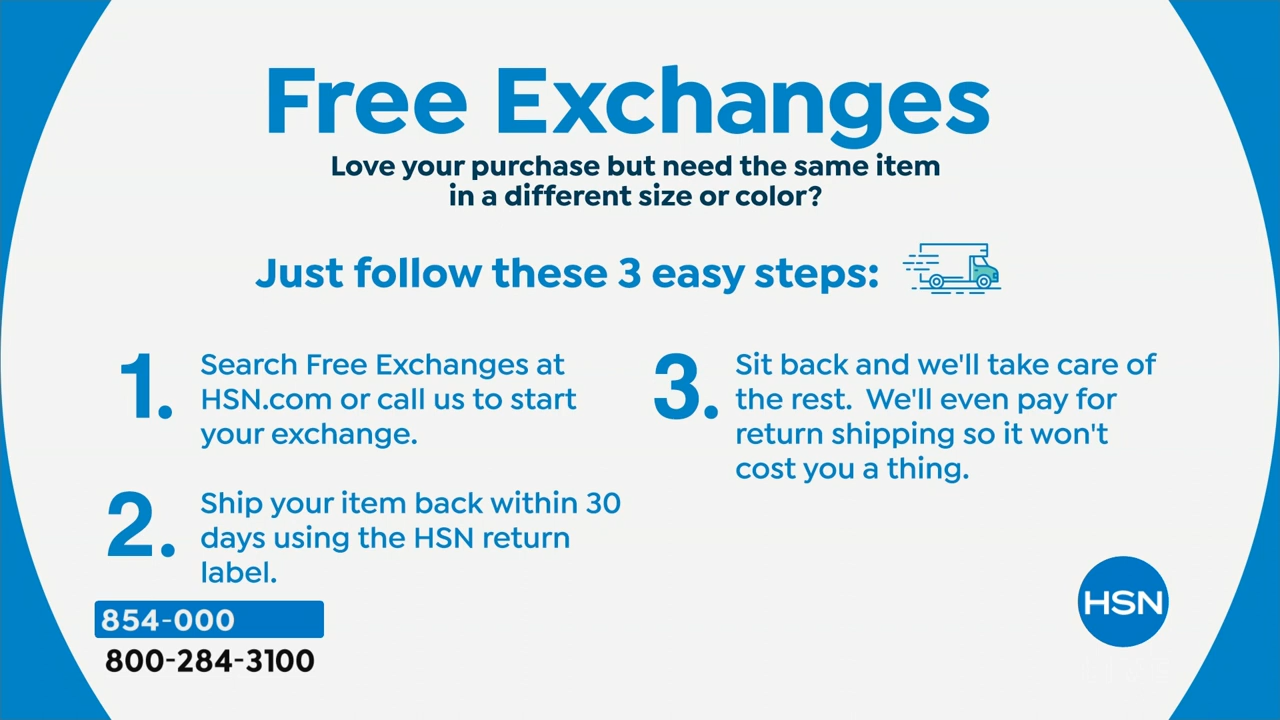 Free Exchanges
Love your purchase but need the same item
in a different size or color?
Just follow these 3 easy steps:
1. Search Free Exchanges at
HSN.com or call us to start
your exchange.
2. Ship your item back within 30
days using the HSN return
label.
3. Sit back and we'll take care of
the rest. We'll even pay for
return shipping so it won't
cost you a thing.
854-000
800-284-3100
HSN
LIVE